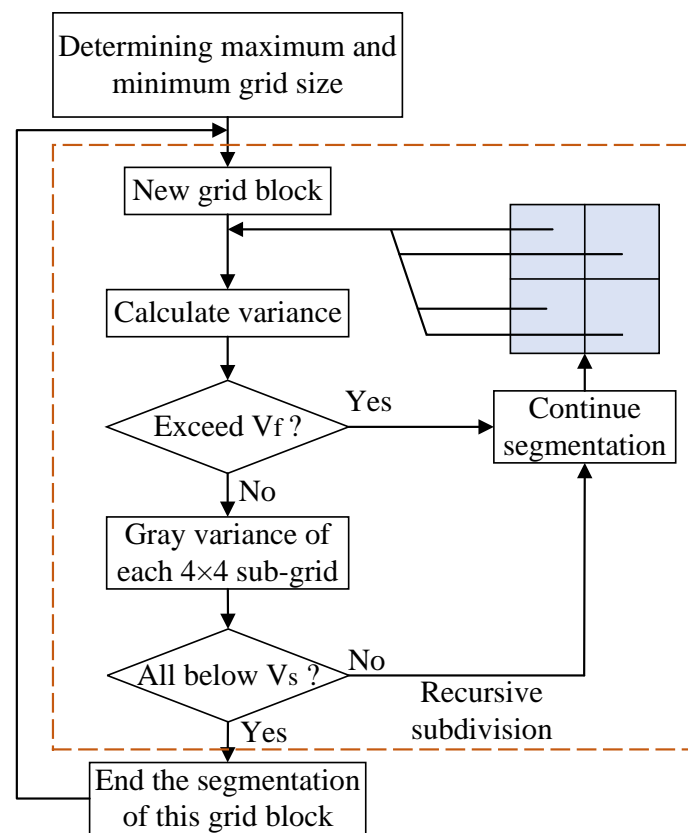 Determining maximum and
minimum grid size
New grid block
Calculate variance
Exceed Vf ?
Yes
Continue
segmentation
No
Gray variance of
each 4×4 sub-grid
All below Vs ?
No
Recursive
subdivision
Yes
End the segmentation
of this grid block